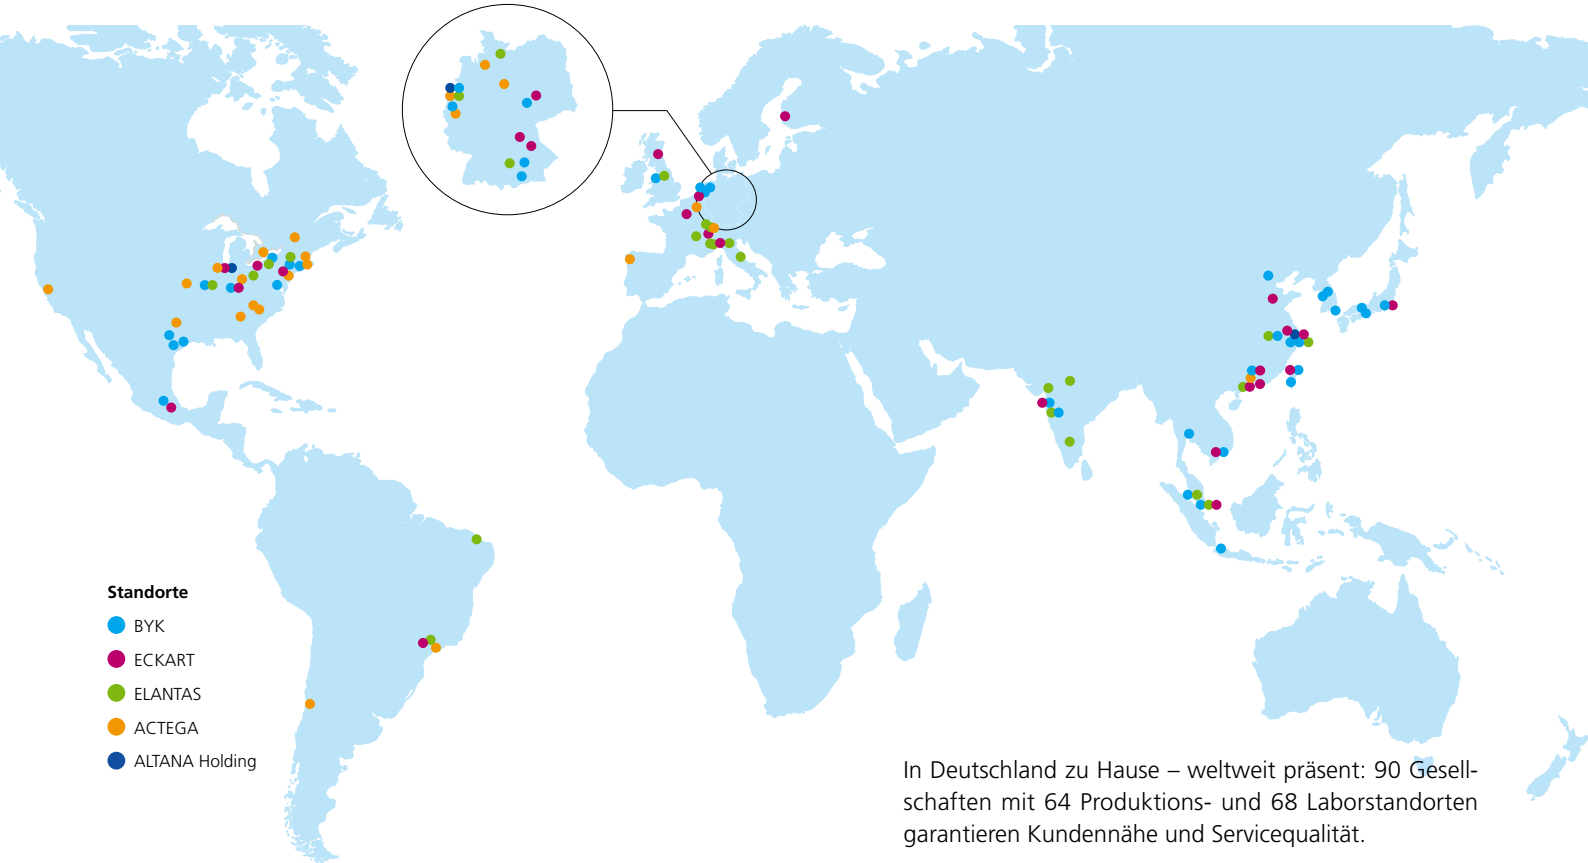 Standorte
BYK
ECKART
ELANTAS
ACTEGA
ALTANA Holding
In Deutschland zu Hause – weltweit präsent: 90 Gesell-
schaften mit 64 Produktions- und 68 Laborstandorten
garantieren Kundennähe und Servicequalität.